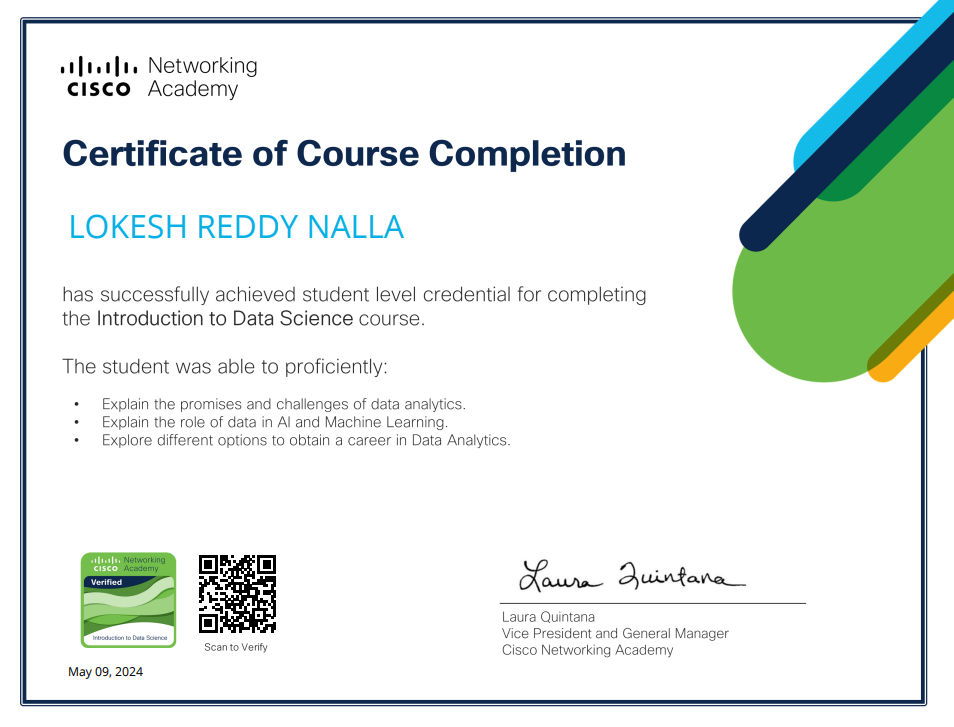 Networking
Academy
CISCO
Certificate of Course Completion
LOKESH REDDY NALLA
has successfully achieved student level credential for completing
the Introduction to Data Science course.
The student was able to proficiently:
• Explain the promises and challenges of data analytics.
• Explain the role of data in AI and Machine Learning.
• Explore different options to obtain a career in Data Analytics.
Networking
CISCO Academy
Verified
Introduction to Data Science
Scan to Verify
May 09, 2024
Laura Quintana
Laura Quintana
Vice President and General Manager
Cisco Networking Academy